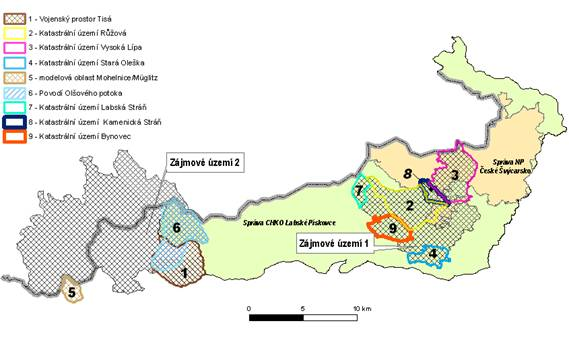 1 - Vojenský prostor Tisá
2 - Katastrální území Růžová
3 - Katastrální území Vysoká Lípa
4 - Katastrální území Stará Oleška
5 - modelová oblast Mohelnice/Müglitz
6 - Povodí Olšového potoka
7 - Katastrální území Labská Stráň
8 - Katastrální území Kamenická Stráň
9 - Katastrální území Bynovec
Zájmové území 2
Správa NP
České Švýcarsko
8
3
7
2
6
Správa CHKO Labské Pískovce
9
Zájmové území 1
4
1
5
0 5 10 km